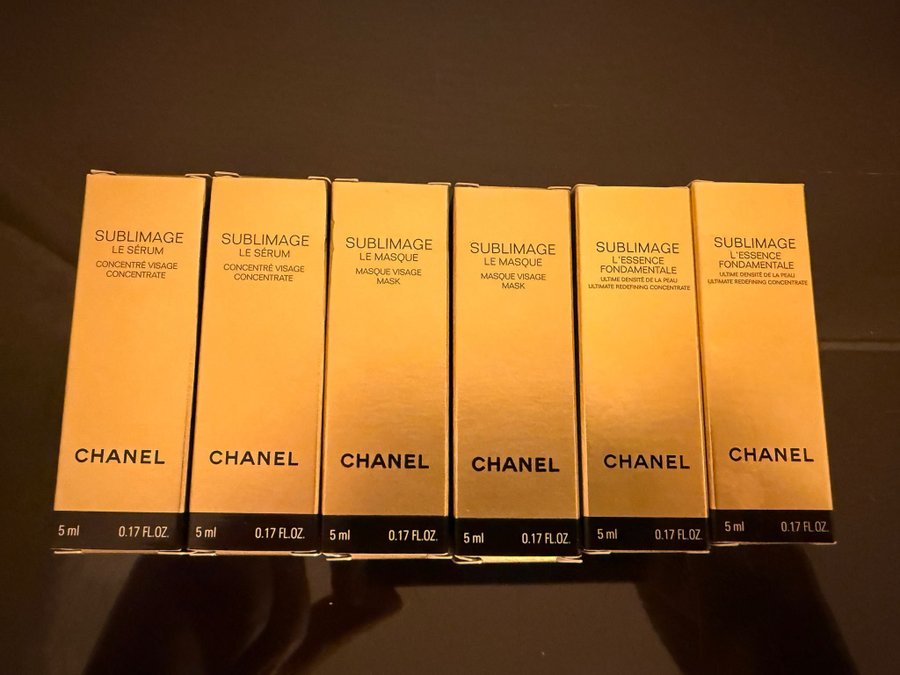 SUBLIMAGE
LE SÉRUM
CONCENTRÉ VISAGE
CONCENTRATE
CHANEL
5 ml 0.17 FL.OZ.
SUBLIMAGE
LE SÉRUM
CONCENTRÉ VISAGE
CONCENTRATE
CHANEL
5 ml 0.17 FL.OZ.
SUBLIMAGE
LE MASQUE
MASQUE VISAGE
MASK
CHANEL
5 ml 0.17 FL.OZ.
SUBLIMAGE
LE MASQUE
MASQUE VISAGE
MASK
CHANEL
5 ml 0.17 FL.OZ.
SUBLIMAGE
L'ESSENCE
FONDAMENTALE
ULTIME DENSITÉ DE LA PEAU
ULTIMATE REDEFINING CONCENTRATE
CHANEL
5 ml 0.17 FL.OZ.
SUBLIMAGE
L'ESSENCE
FONDAMENTALE
ULTIME DENSITÉ DE LA PEAU
ULTIMATE REDEFINING CONCENTRATE
CHANEL
5 ml 0.17 FL.OZ.